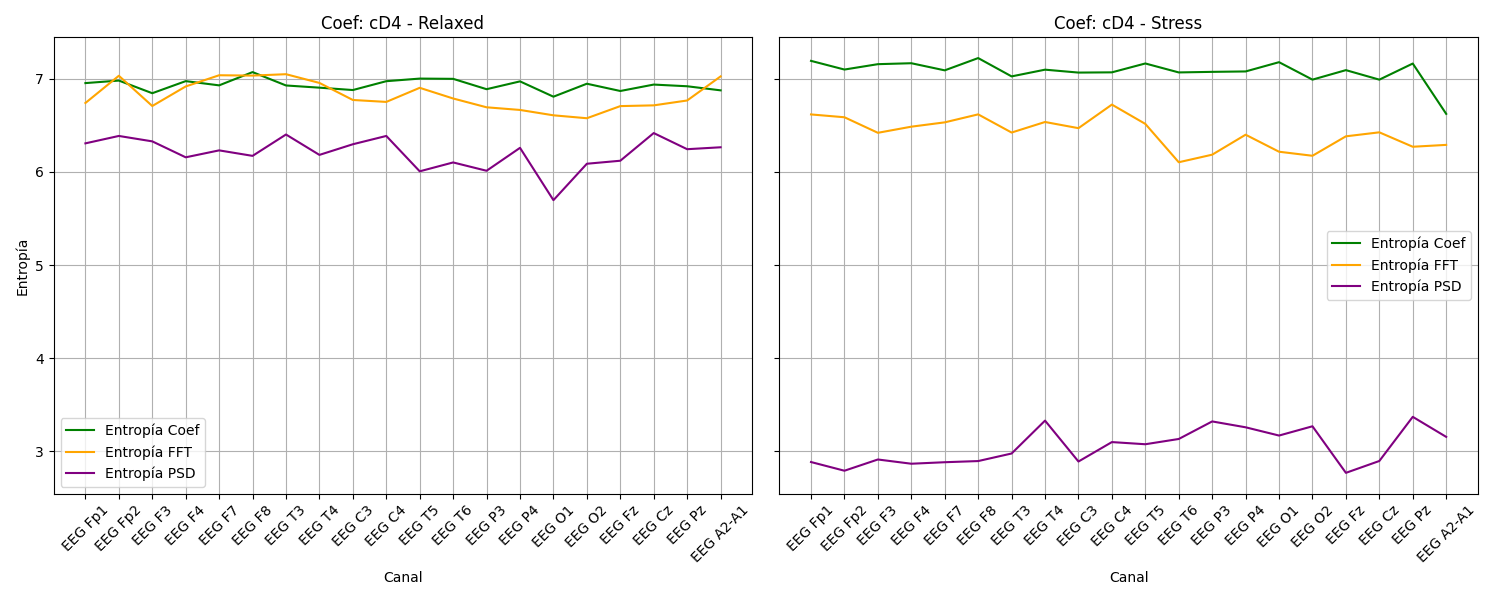 Coef: cD4 - Relaxed
Entropía
7
6
5
4
3
Entropía Coef
Entropía FFT
Entropía PSD
EEG Fp1
EEG Fp2
EEG F3
EEG F4
EEG F7
EEG F8
EEG T3
EEG T4
EEG C3
EEG C4
EEG T5
EEG T6
EEG P3
EEG P4
EEG O1
EEG O2
EEG Fz
EEG Cz
EEG Pz
EEG A2-A1
Canal
Coef: cD4 - Stress
Entropía Coef
Entropía FFT
Entropía PSD
EEG Fp1
EEG Fp2
EEG F3
EEG F4
EEG F7
EEG F8
EEG T3
EEG T4
EEG C3
EEG C4
EEG T5
EEG T6
EEG P3
EEG P4
EEG O1
EEG O2
EEG Fz
EEG Cz
EEG Pz
EEG A2-A1
Canal